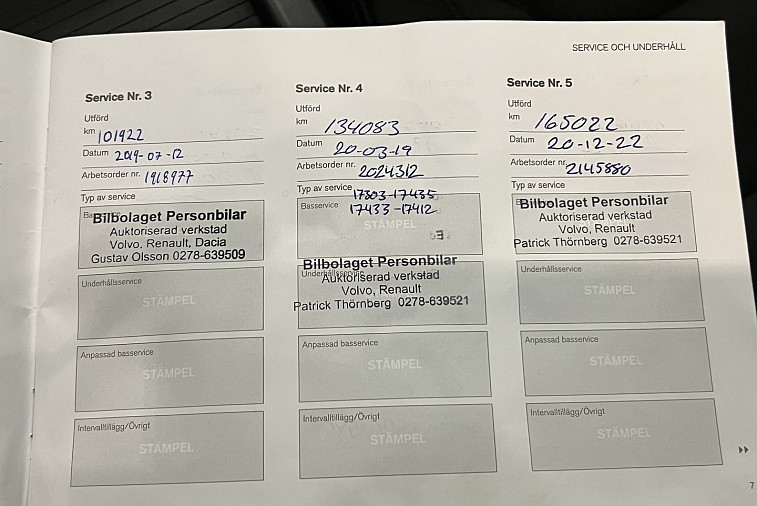 SERVICE OCH UNDERHÅLL
Service Nr. 3
Utförd
km 101922
Datum 2019-07-12
Arbetsorder nr. 1918977
Typ av service
Bilbolaget Personbilar
Auktoriserad verkstad
Volvo, Renault, Dacia
Gustav Olsson 0278-639509
Underhållsservice
STÄMPEL
Anpassad basservice
STÄMPEL
Intervalltillägg/Övrigt
STÄMPEL
Service Nr. 4
Utförd
km 134083
Datum 20-03-19
Arbetsorder nr. 2024312
Typ av service 17303-17435
Basservice 17433-17412
STÄMPEL
Bilbolaget Personbilar
Underhållsservice
Auktoriserad verkstad
Volvo, Renault
Patrick Thörnberg 0278-639521
Anpassad basservice
STÄMPEL
Intervalltillägg/Övrigt
STÄMPEL
Service Nr. 5
Utförd
km 165022
Datum 20-12-22
Arbetsorder nr. 2145880
Typ av service
Bilbolaget Personbilar
Auktoriserad verkstad
Volvo, Renault
Patrick Thörnberg 0278-639521
Underhållsservice
STÄMPEL
Anpassad basservice
STÄMPEL
Intervalltillägg/Övrigt
STÄMPEL
7